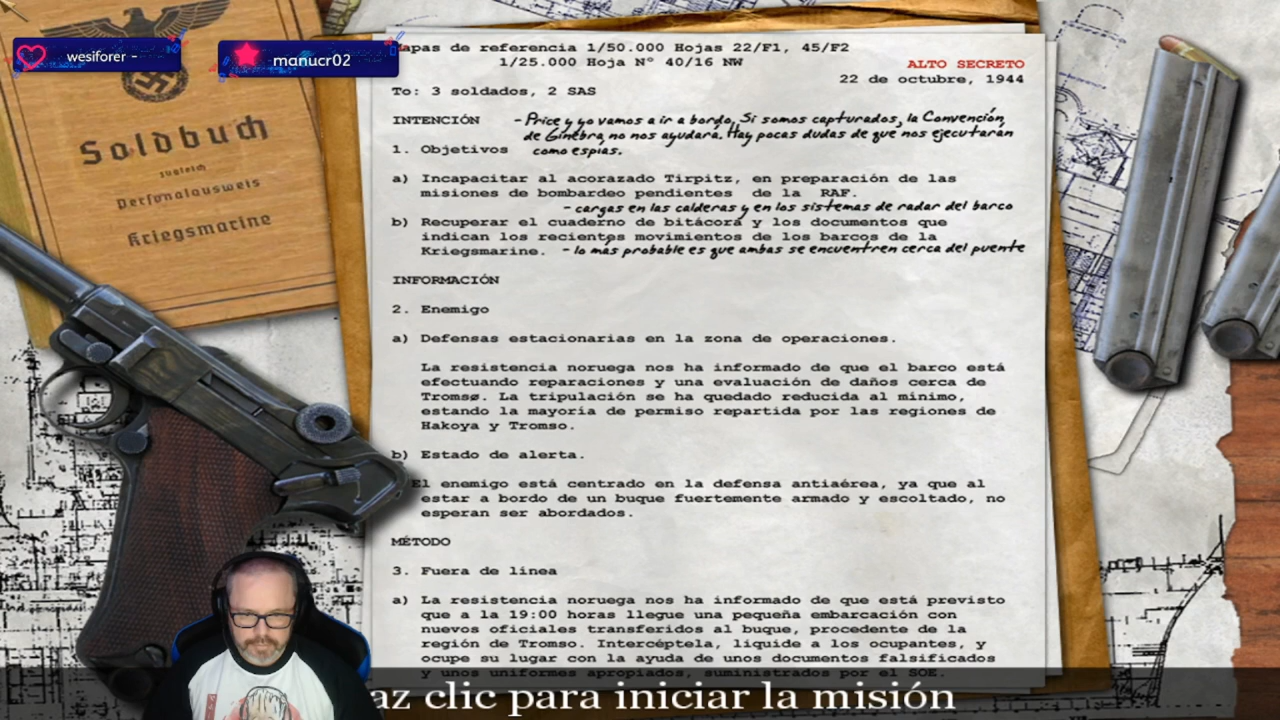 wesiforer -
manucr02
Soldbuch
zugleich
Personalausweis
Kriegsmarine
apas de referencia 1/50.000 Hojas 22/F1, 45/F2
1/25.000 Hoja Nº 40/16 NW
ALTO SECRETO
22 de octubre, 1944
To: 3 soldados, 2 SAS
INTENCIÓN
- Price y yo vamos a ir a bordo. Si somos capturados, la Convención
de Ginebra no nos ayudará. Hay pocas dudas de que nos ejecutarán
como espías.
1. Objetivos
a) Incapacitar al acorazado Tirpitz, en preparación de las
misiones de bombardeo pendientes de la RAF.
- cargas en las calderas y en los sistemas de radar del barco
b) Recuperar el cuaderno de bitácora y los documentos que
indican los recientes movimientos de los barcos de la
Kriegsmarine. - lo más probable es que ambas se encuentren cerca del puente
INFORMACIÓN
2. Enemigo
a) Defensas estacionarias en la zona de operaciones.
La resistencia noruega nos ha informado de que el barco está
efectuando reparaciones y una evaluación de daños cerca de
Tromsø. La tripulación se ha quedado reducida al mínimo,
estando la mayoría de permiso repartida por las regiones de
Hakoya y Tromso.
b) Estado de alerta.
El enemigo está centrado en la defensa antiaérea, ya que al
estar a bordo de un buque fuertemente armado y escoltado, no
esperan ser abordados.
MÉTODO
3. Fuera de línea
a) La resistencia noruega nos ha informado de que está previsto
que a la 19:00 horas llegue una pequeña embarcación con
nuevos oficiales transferidos al buque, procedente de la
región de Tromso. Intercéptela, liquide a los ocupantes, y
ocupe su lugar con la ayuda de unos documentos falsificados
y unos uniformes apropiados, suministrados por el SOE.
az clic para iniciar la misión